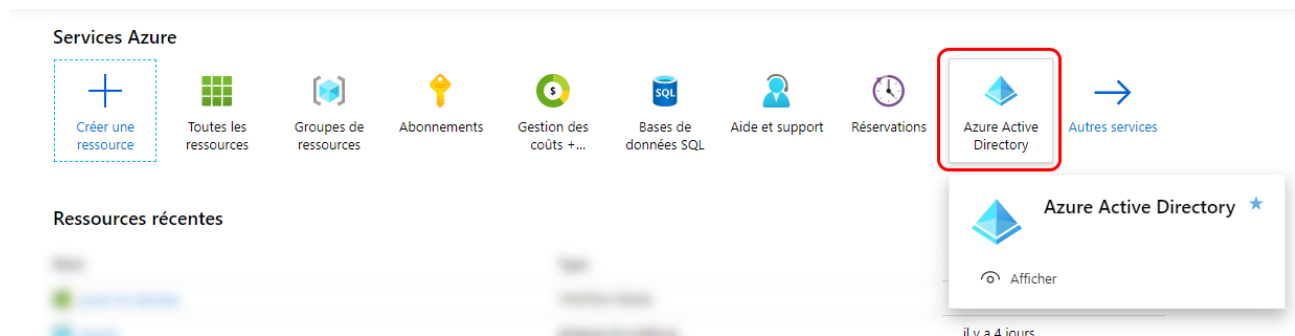 Services Azure
Créer une ressource
Toutes les ressources
Groupes de ressources
Abonnements
Gestion des coûts +...
SQL
Bases de données SQL
Aide et support
Réservations
Azure Active Directory
Autres services
Azure Active Directory
Afficher
Ressources récentes
il y a 4 jours